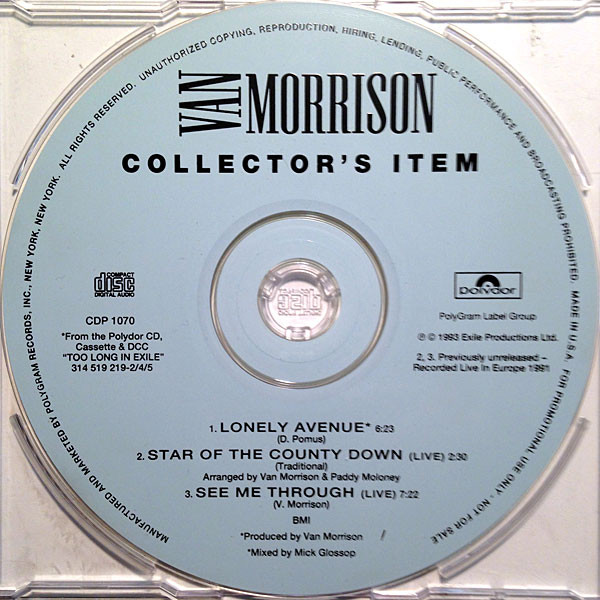 VAN MORRISON
COLLECTOR'S ITEM
COMPACT
disc
DIGITAL AUDIO
CDP 1070
*From the Polydor CD,
Cassette & DCC
"TOO LONG IN EXILE"
314 519 219-2/4/5
polydor
PolyGram Label Group
℗ © 1993 Exile Productions Ltd.
2, 3. Previously unreleased –
Recorded Live In Europe 1991
1. LONELY AVENUE* 6:23
(D. Pomus)
2. STAR OF THE COUNTY DOWN (LIVE) 2:30
(Traditional)
Arranged by Van Morrison & Paddy Moloney
3. SEE ME THROUGH (LIVE) 7:22
(V. Morrison)
BMI
*Produced by Van Morrison
*Mixed by Mick Glossop
MANUFACTURED AND MARKETED BY POLYGRAM RECORDS, INC., NEW YORK, NEW YORK. ALL RIGHTS RESERVED. UNAUTHORIZED COPYING, REPRODUCTION, HIRING, LENDING, PUBLIC PERFORMANCE AND BROADCASTING PROHIBITED. MADE IN U.S.A. FOR PROMOTIONAL USE ONLY - NOT FOR SALE